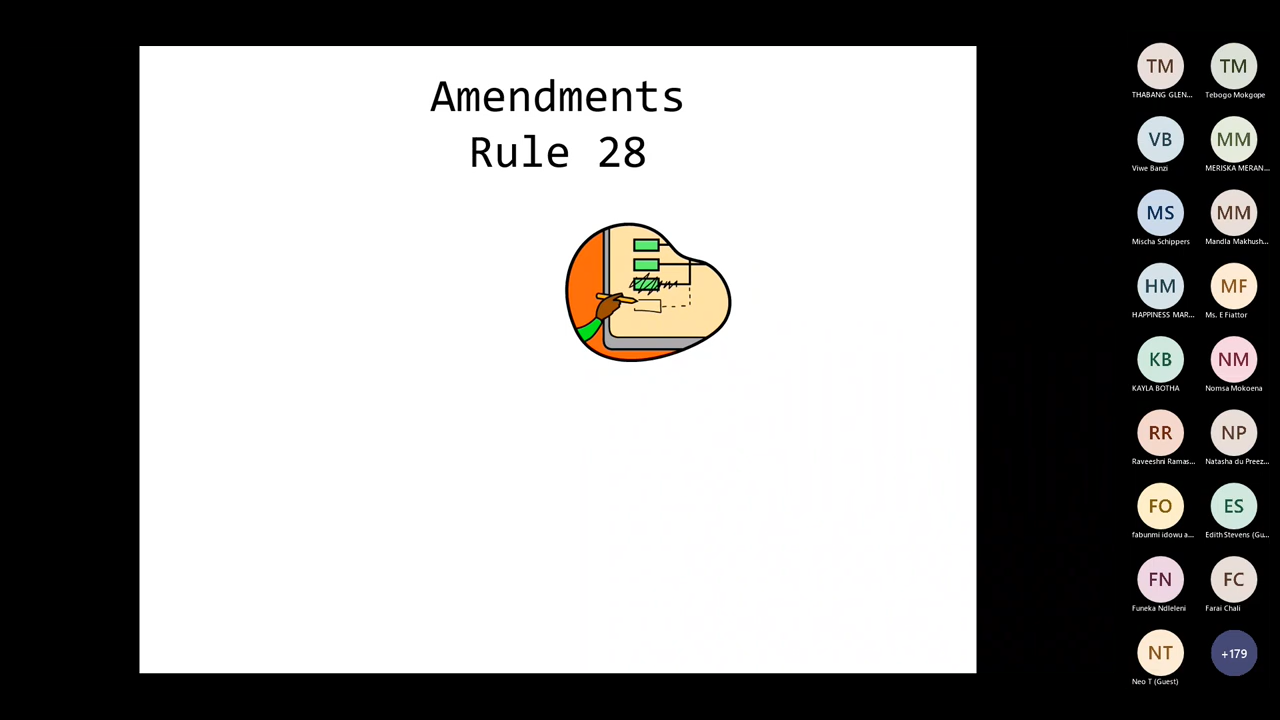 Amendments
Rule 28
TM
TM
THABANG GLEN...
Tebogo Mokgope
VB
MM
Viwe Banzi
MERISKA MERAN...
MS
MM
Mischa Schippers
Mandla Makhush...
HM
MF
HAPPINESS MAR...
Ms. E Fiattor
KB
NM
KAYLA BOTHA
Nomsa Mokoena
RR
NP
Raveeshni Ramas...
Natasha du Preez...
FO
ES
fabunmi idowu a...
Edith Stevens (Gu...
FN
FC
Funeka Ndleleni
Farai Chali
NT
+179
Neo T (Guest)